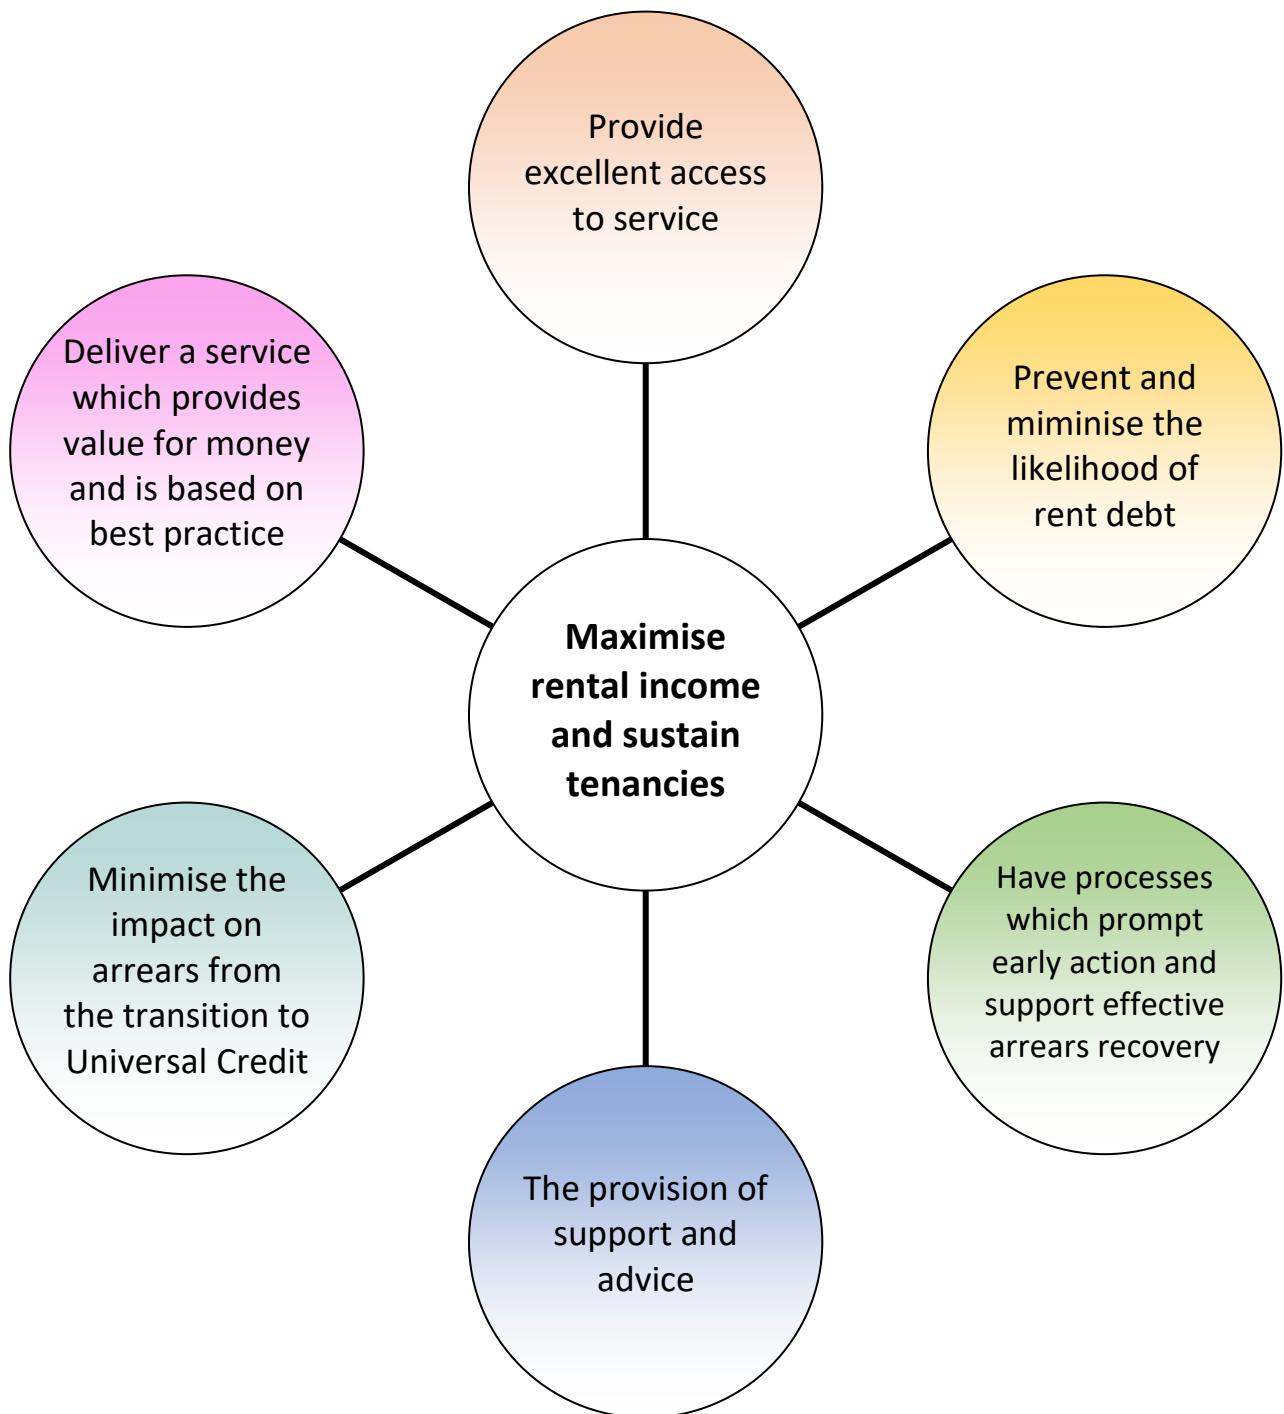 Provide
excellent access
to service
Prevent and
miminise the
likelihood of
rent debt
Have processes
which prompt
early action and
support effective
arrears recovery
The provision of
support and
advice
Minimise the
impact on
arrears from
the transition to
Universal Credit
Deliver a service
which provides
value for money
and is based on
best practice
Maximise
rental income
and sustain
tenancies